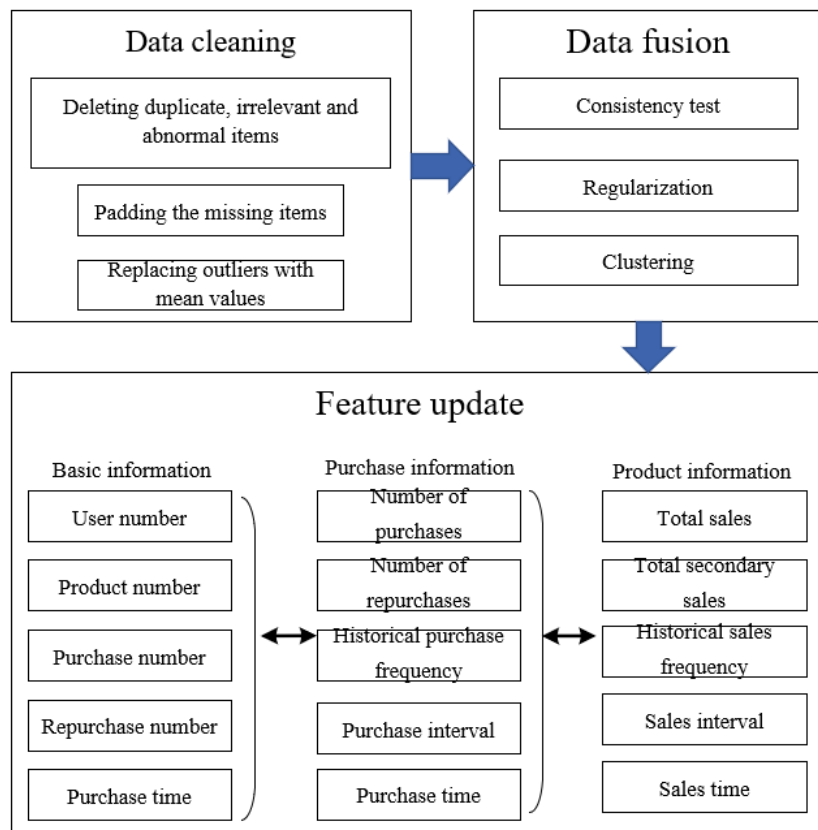 Data cleaning
Deleting duplicate, irrelevant and
abnormal items
Padding the missing items
Replacing outliers with
mean values
Data fusion
Consistency test
Regularization
Clustering
Feature update
Basic information
User number
Product number
Purchase number
Repurchase number
Purchase time
Purchase information
Number of
purchases
Number of
repurchases
Historical purchase
frequency
Purchase interval
Purchase time
Product information
Total sales
Total secondary
sales
Historical sales
frequency
Sales interval
Sales time